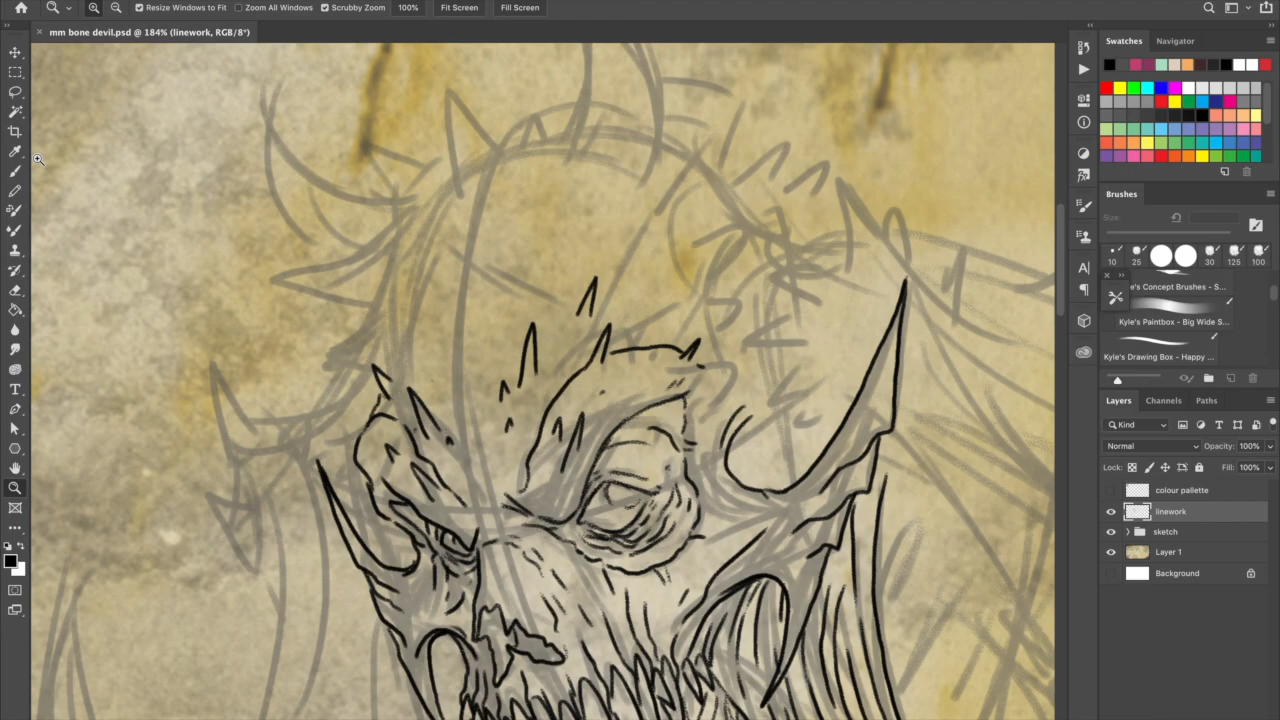 Resize Windows to Fit Zoom All Windows Scrubby Zoom 100% Fit Screen Fill Screen
× mm bone devil.psd @ 184% (linework, RGB/8*)
Swatches Navigator
Brushes
Size:
10 25 30 125 100
e's Concept Brushes - S...
Kyle's Paintbox - Big Wide S...
Kyle's Drawing Box - Happy ...
Layers Channels Paths
Kind
Normal Opacity: 100%
Lock: Fill: 100%
colour pallette
linework
sketch
Layer 1
Background